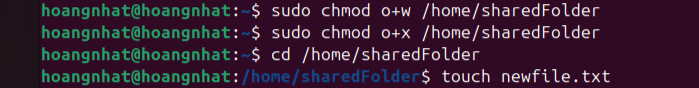 hoangnhat@hoangnhat:~$ sudo chmod o+w /home/sharedFolder
hoangnhat@hoangnhat:~$ sudo chmod o+x /home/sharedFolder
hoangnhat@hoangnhat:~$ cd /home/sharedFolder
hoangnhat@hoangnhat:/home/sharedFolder$ touch newfile.txt